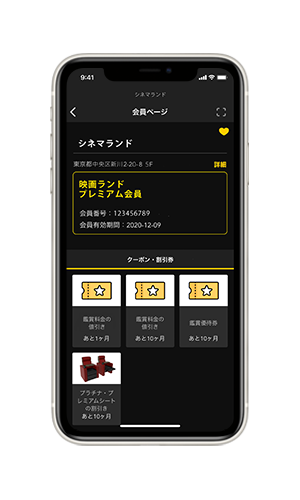 9:41
シネマランド
会員ページ
シネマランド
東京都中央区新川2-20-8 5F
詳細
映画ランド
プレミアム会員
会員番号：123456789
会員有効期間：2020-12-09
クーポン・割引券
鑑賞料金の
値引き
あと1ヶ月
鑑賞料金の
値引き
あと10ヶ月
鑑賞優待券
あと10ヶ月
プラチナ・プ
レミアムシート
の割引き
あと10ヶ月